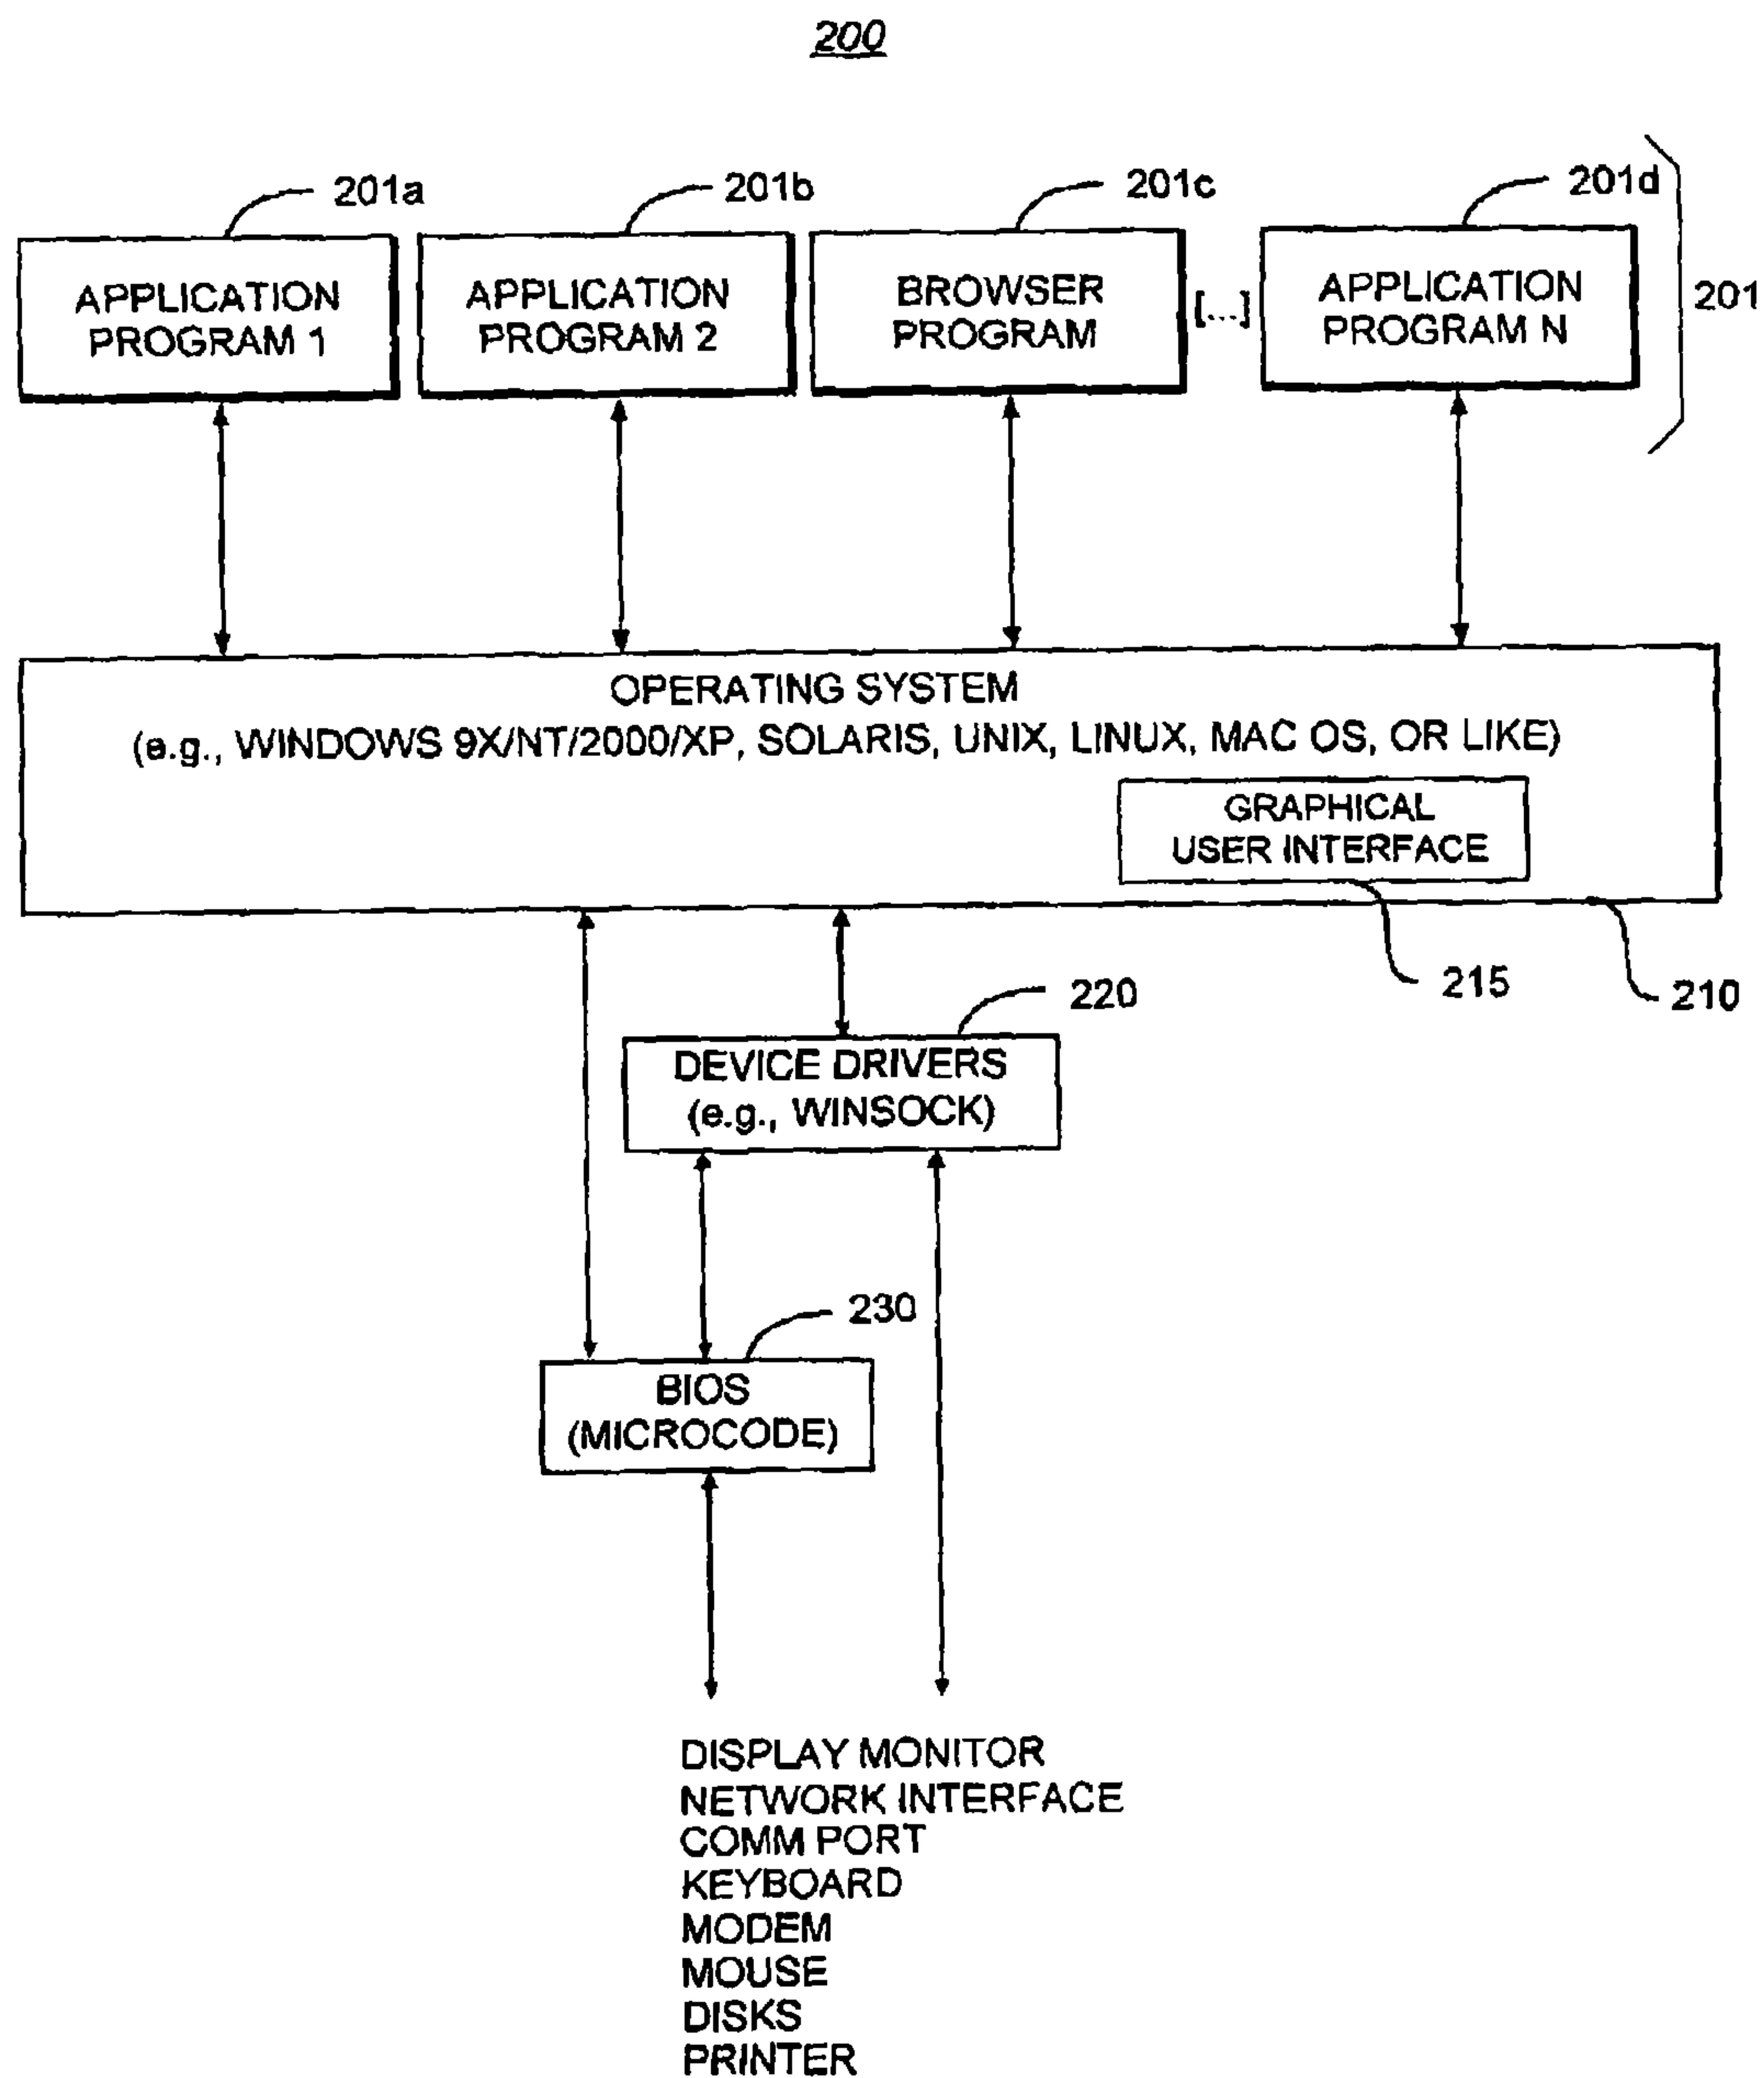 200
201a
201b
201c
201d
APPLICATION
PROGRAM 1
APPLICATION
PROGRAM 2
BROWSER
PROGRAM
[...]
APPLICATION
PROGRAM N
201
OPERATING SYSTEM
(e.g., WINDOWS 9X/NT/2000/XP, SOLARIS, UNIX, LINUX, MAC OS, OR LIKE)
GRAPHICAL
USER INTERFACE
215
210
220
DEVICE DRIVERS
(e.g., WINSOCK)
230
BIOS
(MICROCODE)
DISPLAY MONITOR
NETWORK INTERFACE
COMM PORT
KEYBOARD
MODEM
MOUSE
DISKS
PRINTER